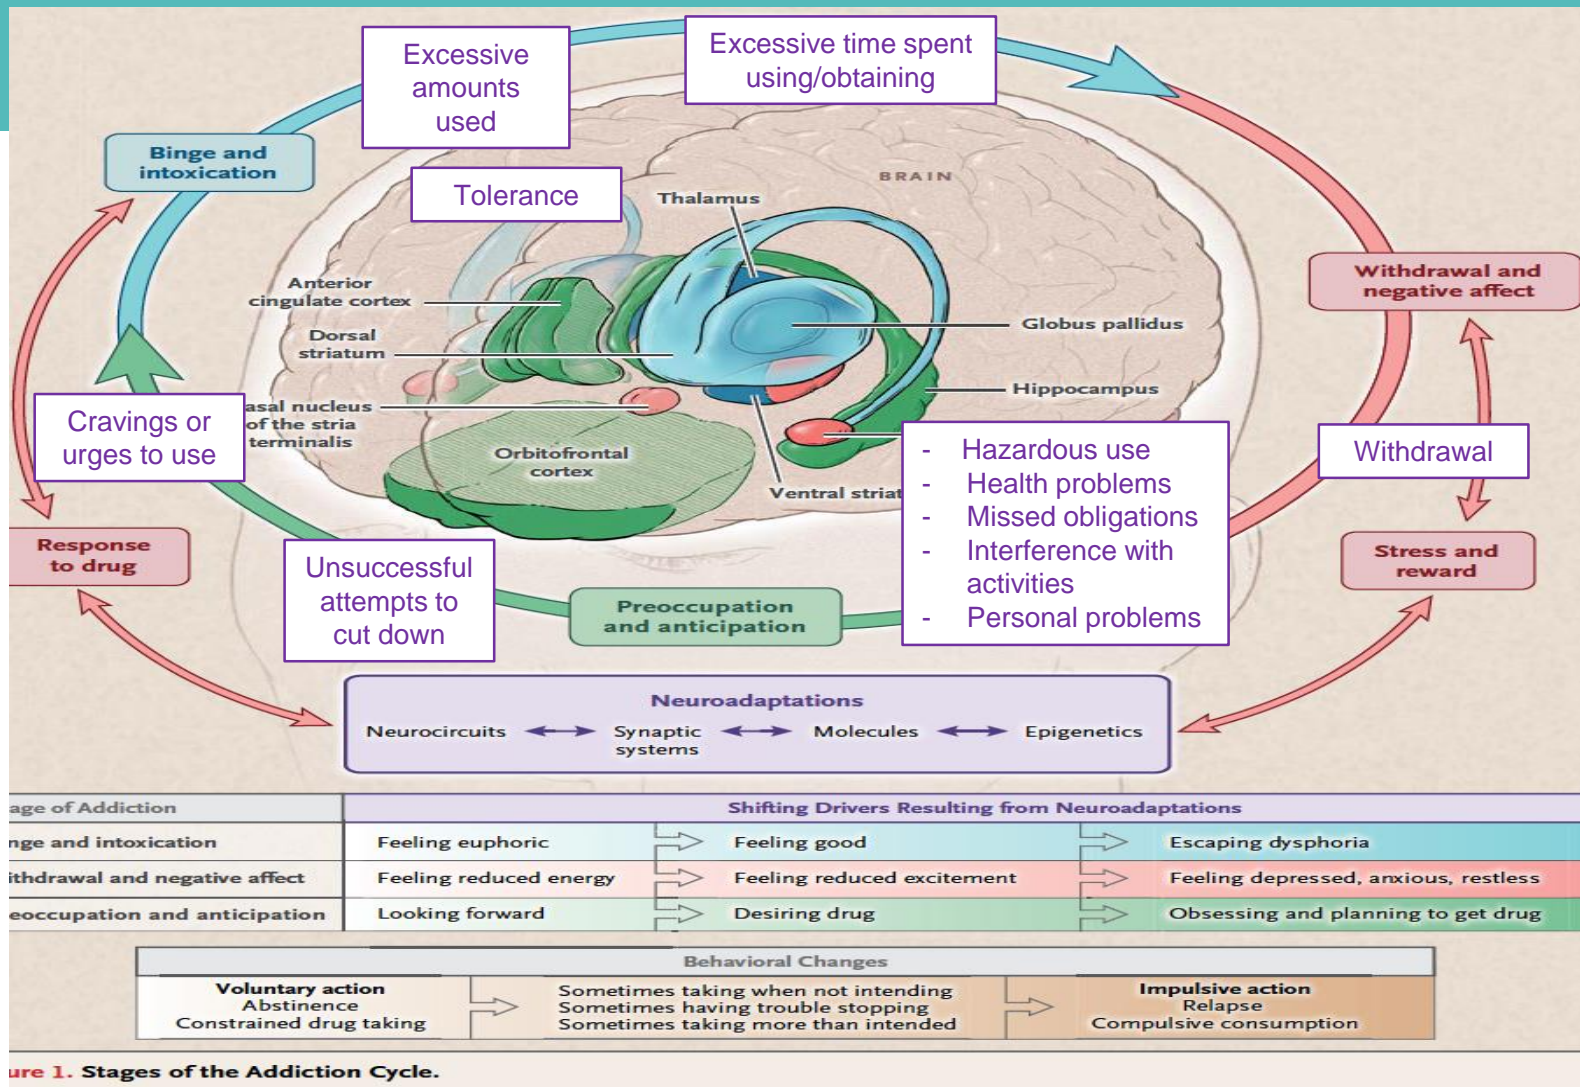 Excessive
amounts
used
Excessive time spent
using/obtaining
Binge and
intoxication
Tolerance
BRAIN
Thalamus
Anterior
cingulate cortex
Dorsal
striatum
Withdrawal and
negative affect
Globus pallidus
Hippocampus
Cravings or
urges to use
asal nucleus
of the stria
terminalis
Orbitofrontal
cortex
Ventral striat
- Hazardous use
- Health problems
- Missed obligations
- Interference with
activities
- Personal problems
Withdrawal
Response
to drug
Unsuccessful
attempts to
cut down
Preoccupation
and anticipation
Stress and
reward
Neuroadaptations
Neurocircuits Synaptic systems Molecules Epigenetics
age of Addiction Shifting Drivers Resulting from Neuroadaptations
nge and intoxication Feeling euphoric Feeling good Escaping dysphoria
ithdrawal and negative affect Feeling reduced energy Feeling reduced excitement Feeling depressed, anxious, restless
eoccupation and anticipation Looking forward Desiring drug Obsessing and planning to get drug
Behavioral Changes
Voluntary action
Abstinence
Constrained drug taking
Sometimes taking when not intending
Sometimes having trouble stopping
Sometimes taking more than intended
Impulsive action
Relapse
Compulsive consumption
ure 1. Stages of the Addiction Cycle.